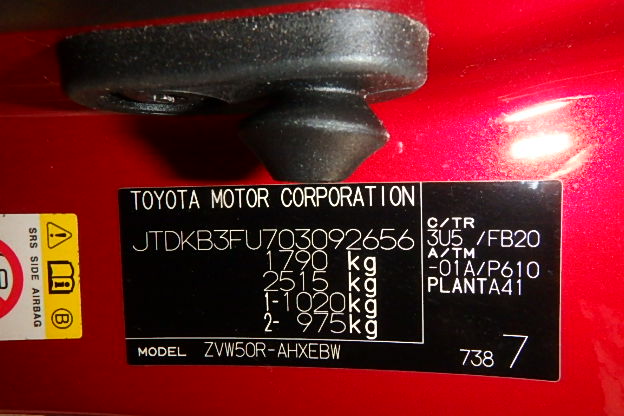 TOYOTA MOTOR CORPORATION
JTDKB3FU703092656
1790 kg
2515 kg
1-1020kg
2- 975kg
C/TR
3U5 /FB20
A/TM
-01A/P610
PLANTA41
MODEL ZVW50R-AHXEBW
738 7
SRS SIDE AIRBAG
B